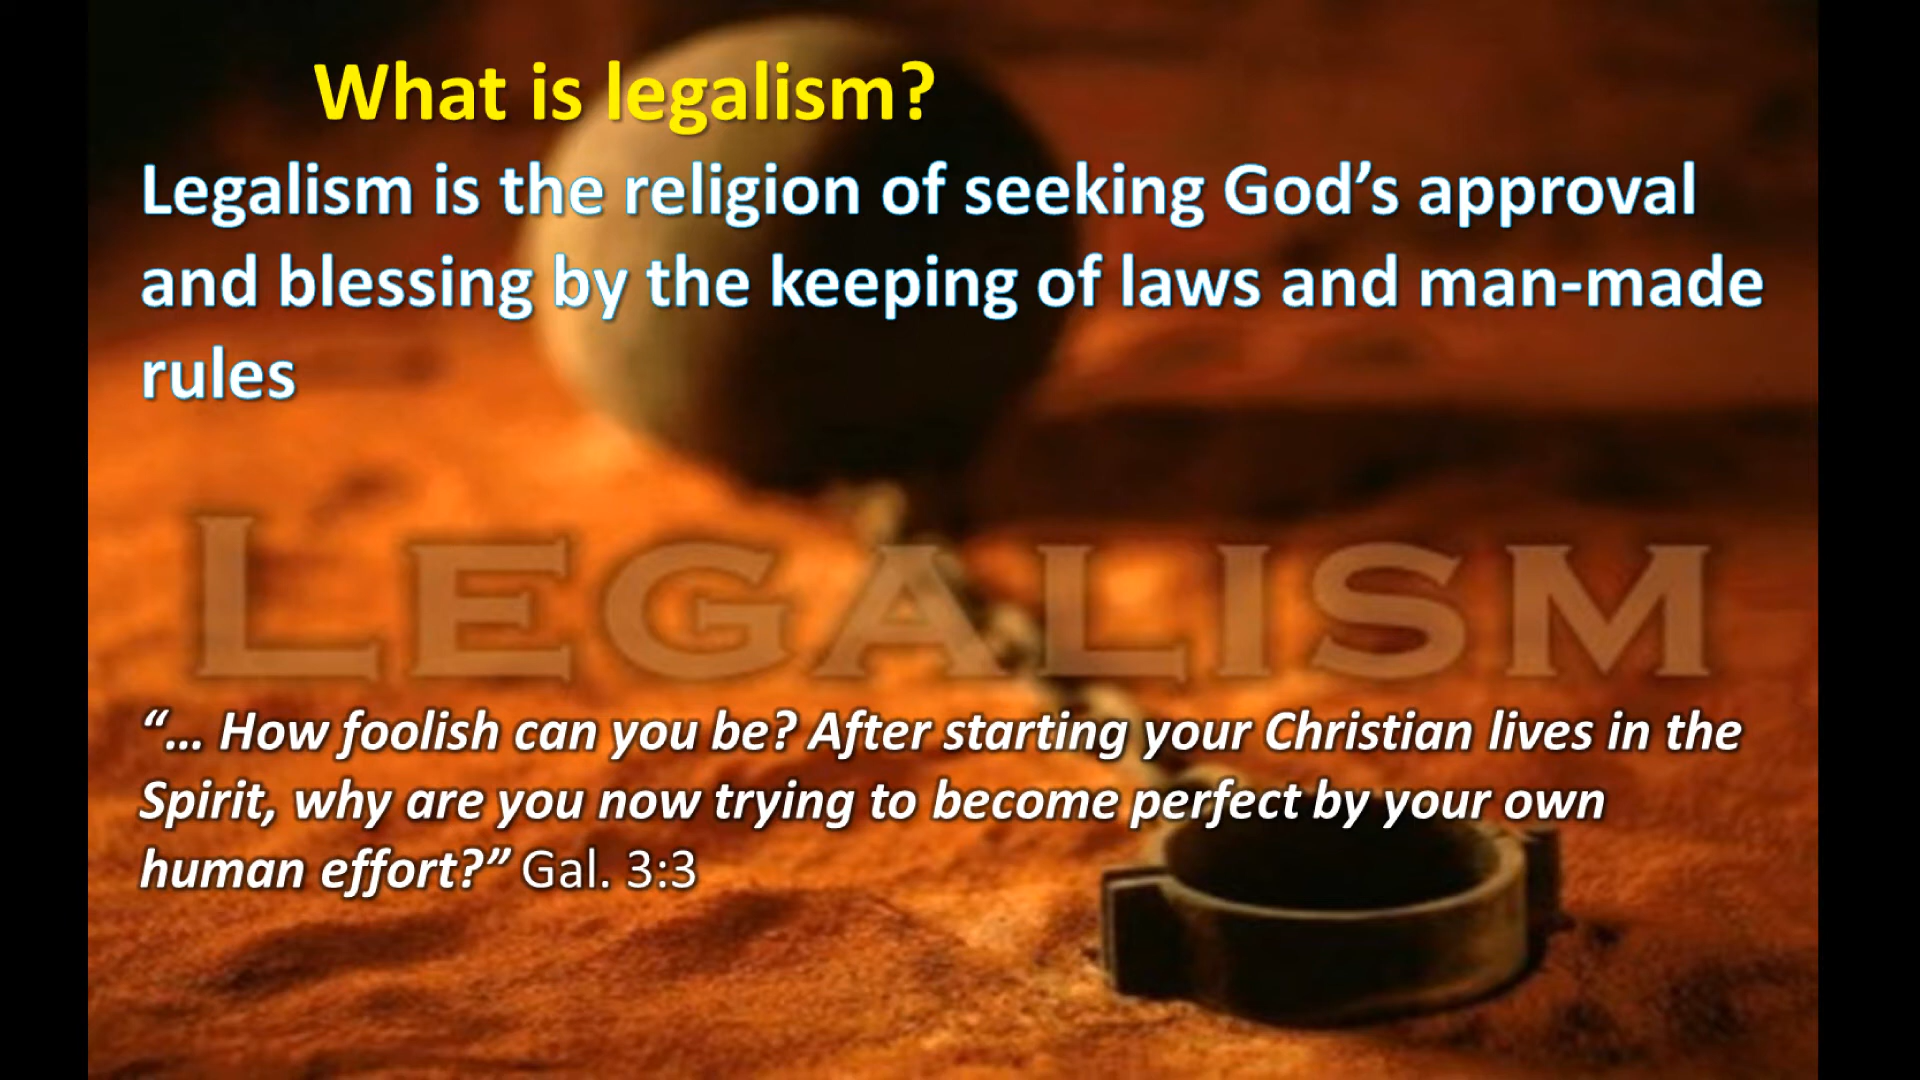 What is legalism?
Legalism is the religion of seeking God’s approval
and blessing by the keeping of laws and man-made
rules
LEGALISM
“… How foolish can you be? After starting your Christian lives in the
Spirit, why are you now trying to become perfect by your own
human effort?” Gal. 3:3